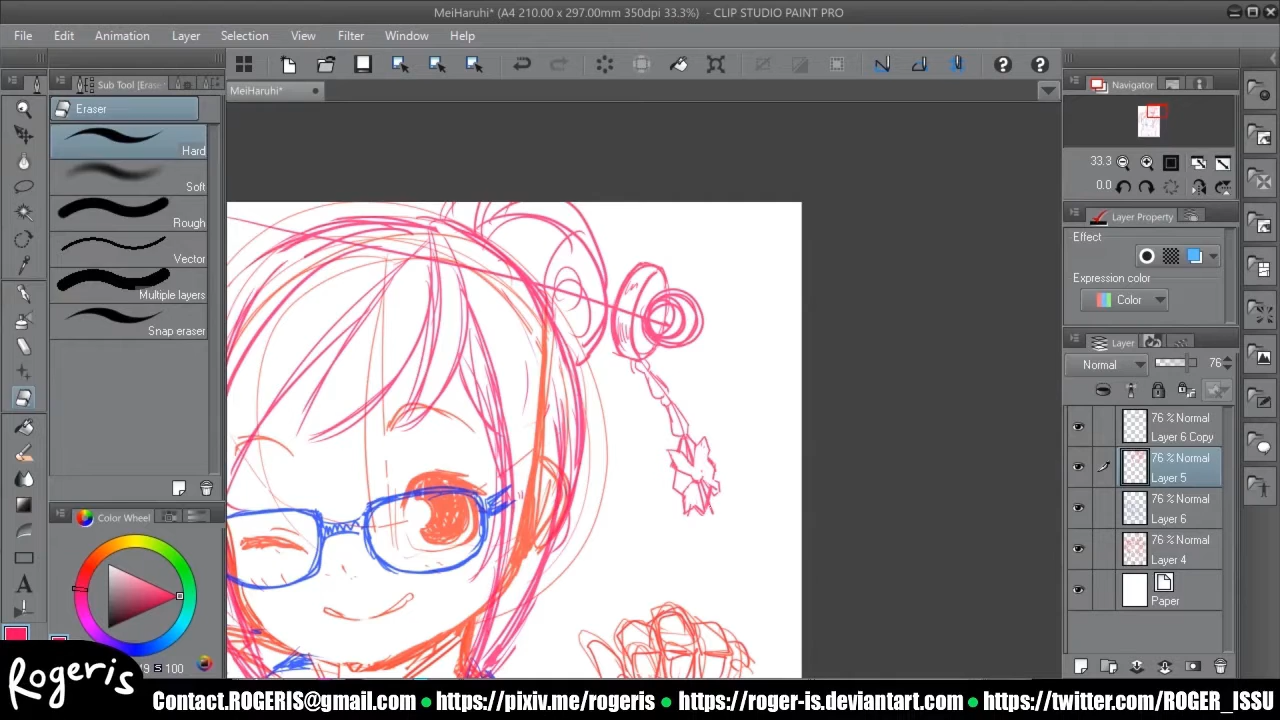 MeiHaruhi* (A4 210.00 x 297.00mm 350dpi 33.3%) - CLIP STUDIO PAINT PRO
File Edit Animation Layer Selection View Filter Window Help
Sub Tool [Erase
MeiHaruhi*
Navigator
Eraser
Hard
Soft
Rough
Vector
Multiple layers
Snap eraser
33.3
0.0
Layer Property
Effect
Expression color
Color
Layer
Normal
76
76 % Normal
Layer 6 Copy
76 % Normal
Layer 5
76 % Normal
Layer 6
76 % Normal
Layer 4
Paper
Color Wheel
S 100
Rogeris
Contact.ROGERIS@gmail.com ● https://pixiv.me/rogeris ● https://roger-is.deviantart.com ● https://twitter.com/ROGER_ISSU